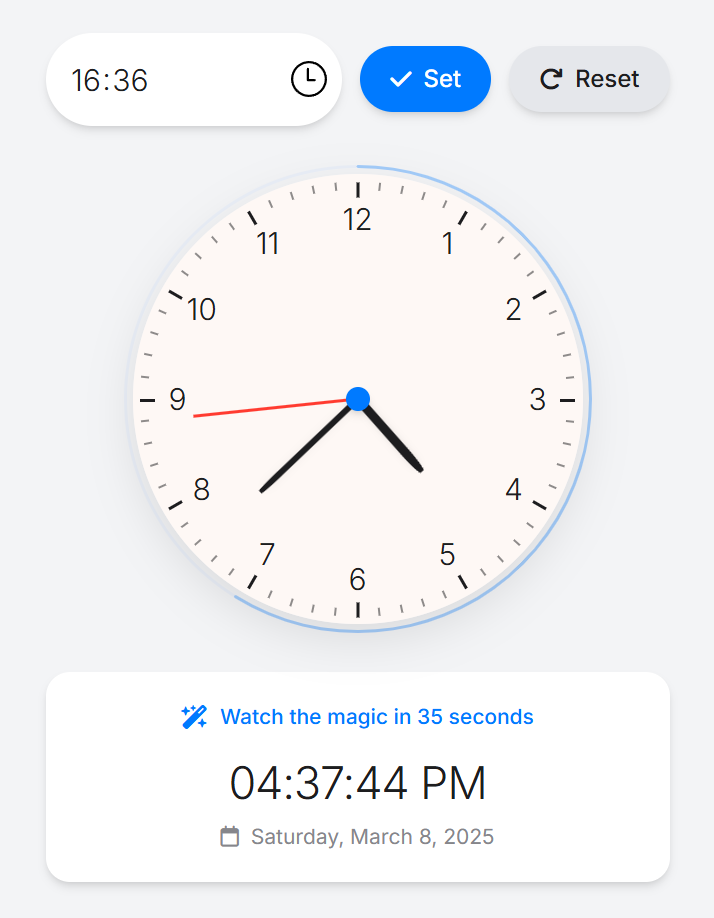 16:36
Set
Reset
12
11
1
10
2
9
3
8
4
7
5
6
Watch the magic in 35 seconds
04:37:44 PM
Saturday, March 8, 2025